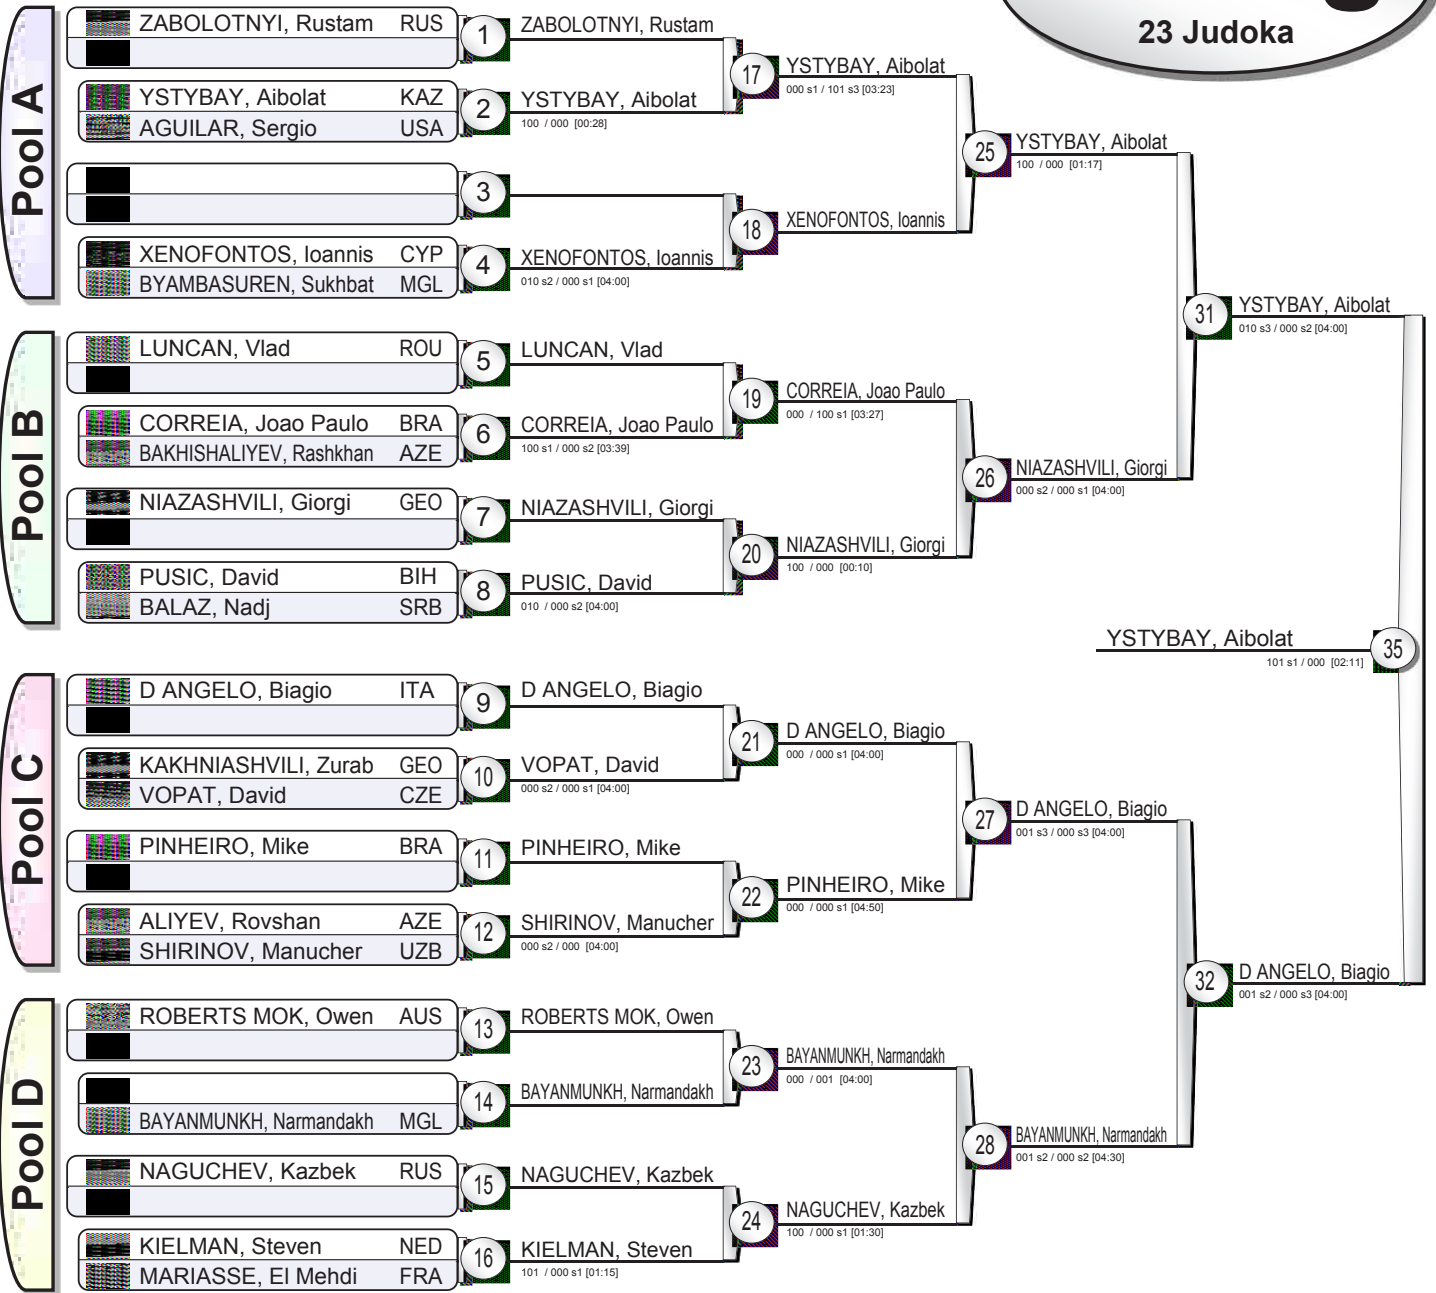 23 Judoka
Pool A
ZABOLOTNYI, Rustam RUS
1
ZABOLOTNYI, Rustam
17
YSTYBAY, Aibolat
000 s1 / 101 s3 [03:23]
YSTYBAY, Aibolat KAZ
AGUILAR, Sergio USA
2
YSTYBAY, Aibolat
100 / 000 [00:28]
25
YSTYBAY, Aibolat
100 / 000 [01:17]
3
18
XENOFONTOS, Ioannis
XENOFONTOS, Ioannis CYP
BYAMBASUREN, Sukhbat MGL
4
XENOFONTOS, Ioannis
010 s2 / 000 s1 [04:00]
31
YSTYBAY, Aibolat
010 s3 / 000 s2 [04:00]
Pool B
LUNCAN, Vlad ROU
5
LUNCAN, Vlad
19
CORREIA, Joao Paulo
000 / 100 s1 [03:27]
CORREIA, Joao Paulo BRA
BAKHISHALIYEV, Rashkhan AZE
6
CORREIA, Joao Paulo
100 s1 / 000 s2 [03:39]
26
NIAZASHVILI, Giorgi
000 s2 / 000 s1 [04:00]
NIAZASHVILI, Giorgi GEO
7
NIAZASHVILI, Giorgi
20
NIAZASHVILI, Giorgi
100 / 000 [00:10]
PUSIC, David BIH
BALAZ, Nadj SRB
8
PUSIC, David
010 / 000 s2 [04:00]
YSTYBAY, Aibolat
35
101 s1 / 000 [02:11]
Pool C
D ANGELO, Biagio ITA
9
D ANGELO, Biagio
21
D ANGELO, Biagio
000 / 000 s1 [04:00]
KAKHNIASHVILI, Zurab GEO
VOPAT, David CZE
10
VOPAT, David
000 s2 / 000 s1 [04:00]
27
D ANGELO, Biagio
001 s3 / 000 s3 [04:00]
PINHEIRO, Mike BRA
11
PINHEIRO, Mike
22
PINHEIRO, Mike
000 / 000 s1 [04:50]
ALIYEV, Rovshan AZE
SHIRINOV, Manucher UZB
12
SHIRINOV, Manucher
000 s2 / 000 [04:00]
32
D ANGELO, Biagio
001 s2 / 000 s3 [04:00]
Pool D
ROBERTS MOK, Owen AUS
13
ROBERTS MOK, Owen
23
BAYANMUNKH, Narmandakh
000 / 001 [04:00]
BAYANMUNKH, Narmandakh MGL
14
BAYANMUNKH, Narmandakh
28
BAYANMUNKH, Narmandakh
001 s2 / 000 s2 [04:30]
NAGUCHEV, Kazbek RUS
15
NAGUCHEV, Kazbek
24
NAGUCHEV, Kazbek
100 / 000 s1 [01:30]
KIELMAN, Steven NED
MARIASSE, El Mehdi FRA
16
KIELMAN, Steven
101 / 000 s1 [01:15]